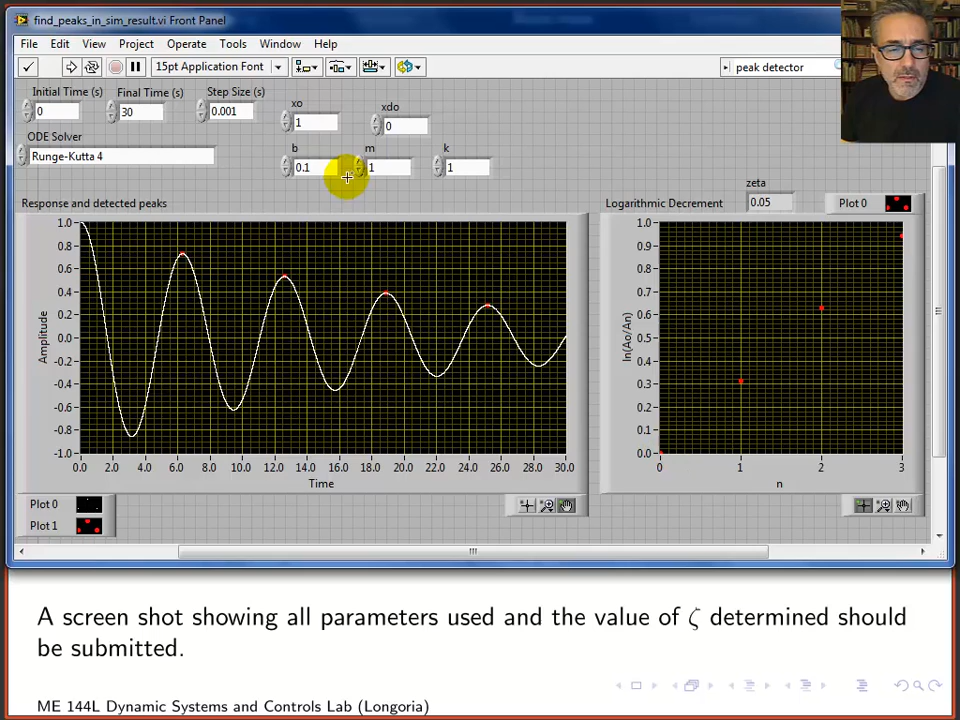 find_peaks_in_sim_result.vi Front Panel
File Edit View Project Operate Tools Window Help
15pt Application Font
peak detector
Initial Time (s) Final Time (s) Step Size (s) xo xdo
0 30 0.001 1 0
ODE Solver b m k
Runge-Kutta 4 0.1 1 1
zeta
Response and detected peaks Logarithmic Decrement 0.05 Plot 0
1.0
0.8
0.6
0.4
0.2
0.0
-0.2
-0.4
-0.6
-0.8
-1.0
Amplitude
0.0 2.0 4.0 6.0 8.0 10.0 12.0 14.0 16.0 18.0 20.0 22.0 24.0 26.0 28.0 30.0
Time
1.0
0.9
0.8
0.7
0.6
0.5
0.4
0.3
0.2
0.1
0.0
ln(Ao/An)
0 1 2 3
n
Plot 0
Plot 1
A screen shot showing all parameters used and the value of ζ determined should
be submitted.
ME 144L Dynamic Systems and Controls Lab (Longoria)